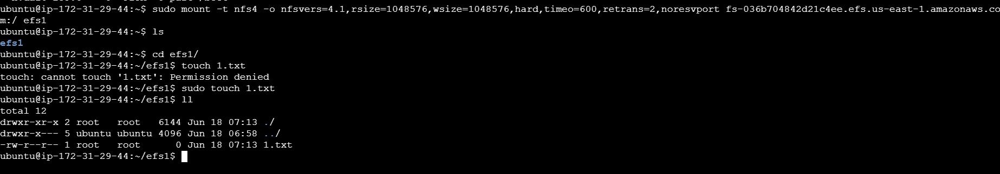 ubuntu@ip-172-31-29-44:~$ sudo mount -t nfs4 -o nfsvers=4.1,rsize=1048576,wsize=1048576,hard,timeo=600,retrans=2,noresvport fs-036b704842d21c4ee.efs.us-east-1.amazonaws.co
m:/ efs1
ubuntu@ip-172-31-29-44:~$ ls
efs1
ubuntu@ip-172-31-29-44:~$ cd efs1/
ubuntu@ip-172-31-29-44:~/efs1$ touch 1.txt
touch: cannot touch '1.txt': Permission denied
ubuntu@ip-172-31-29-44:~/efs1$ sudo touch 1.txt
ubuntu@ip-172-31-29-44:~/efs1$ ll
total 12
drwxr-xr-x 2 root   root   6144 Jun 18 07:13 ./
drwxr-x--- 5 ubuntu ubuntu 4096 Jun 18 06:58 ../
-rw-r--r-- 1 root   root      0 Jun 18 07:13 1.txt
ubuntu@ip-172-31-29-44:~/efs1$